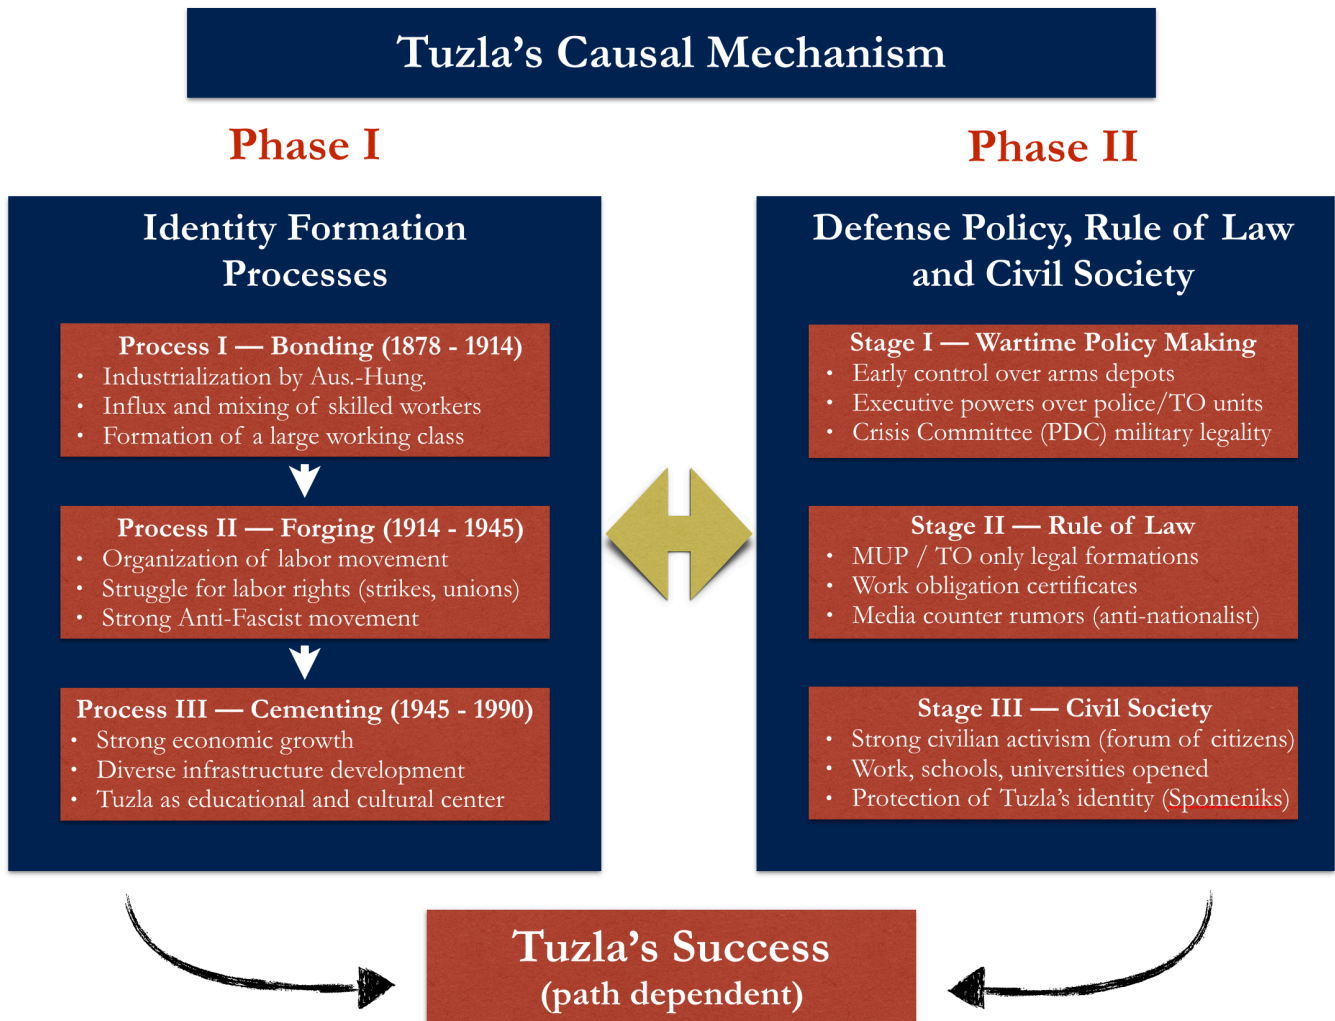 Tuzla’s Causal Mechanism
Phase I
Identity Formation
Processes
Process I — Bonding (1878 - 1914)
• Industrialization by Aus.-Hung.
• Influx and mixing of skilled workers
• Formation of a large working class
Process II — Forging (1914 - 1945)
• Organization of labor movement
• Struggle for labor rights (strikes, unions)
• Strong Anti-Fascist movement
Process III — Cementing (1945 - 1990)
• Strong economic growth
• Diverse infrastructure development
• Tuzla as educational and cultural center
Phase II
Defense Policy, Rule of Law
and Civil Society
Stage I — Wartime Policy Making
• Early control over arms depots
• Executive powers over police/TO units
• Crisis Committee (PDC) military legality
Stage II — Rule of Law
• MUP / TO only legal formations
• Work obligation certificates
• Media counter rumors (anti-nationalist)
Stage III — Civil Society
• Strong civilian activism (forum of citizens)
• Work, schools, universities opened
• Protection of Tuzla’s identity (Spomeniks)
Tuzla’s Success
(path dependent)